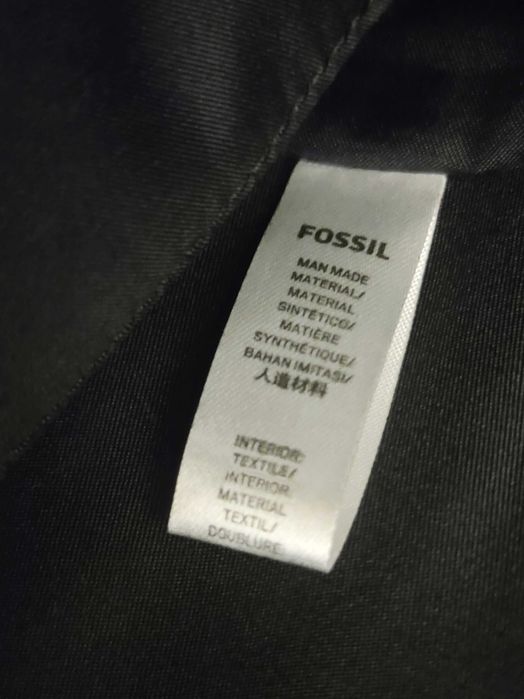 FOSSIL
MAN MADE
MATERIAL/
MATERIAL
SINTÉTICO/
MATIÈRE
SYNTHÉTIQUE/
BAHAN IMITASI/
人造材料
INTERIOR:
TEXTILE/
INTERIOR:
MATERIAL
TEXTIL/
DOUBLURE: